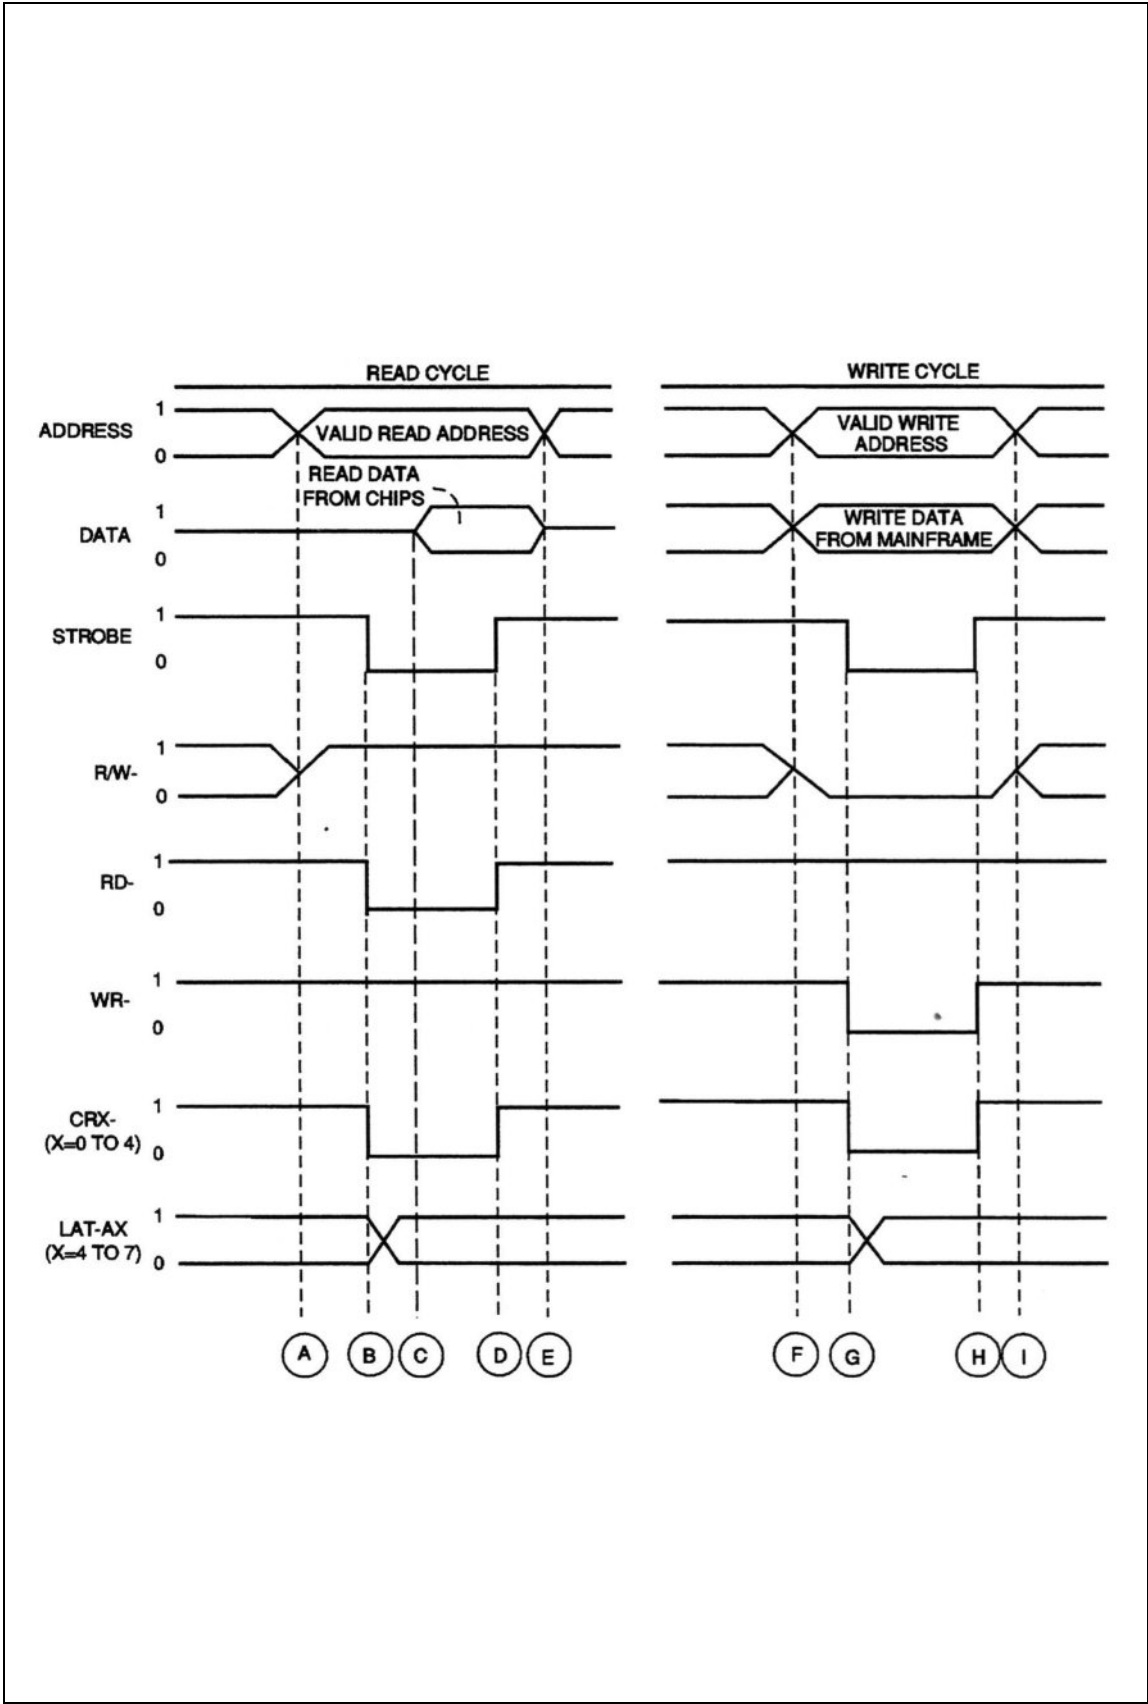 READ CYCLE
WRITE CYCLE
ADDRESS
1
0
VALID READ ADDRESS
VALID WRITE
ADDRESS
READ DATA
FROM CHIPS
DATA
1
0
WRITE DATA
FROM MAINFRAME
STROBE
1
0
R/W-
1
0
RD-
1
0
WR-
1
0
CRX-
(X=0 TO 4)
1
0
LAT-AX
(X=4 TO 7)
1
0
A
B
C
D
E
F
G
H
I